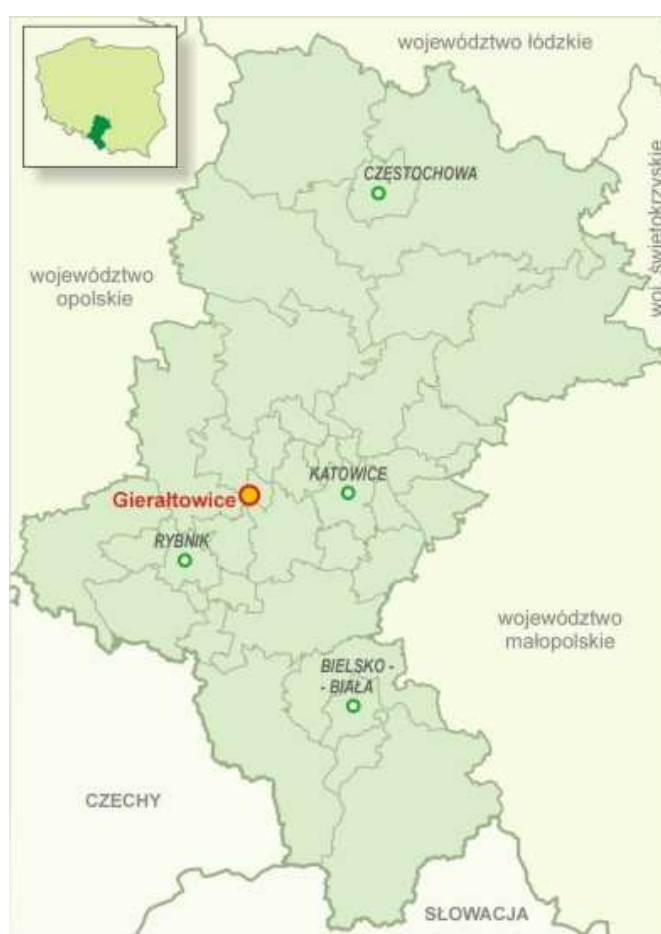 województwo łódzkie
CZĘSTOCHOWA
woj. świętokrzyskie
województwo
opolskie
KATOWICE
Gierałtowice
RYBNIK
województwo
małopolskie
BIELSKO -
- BIAŁA
CZECHY
SŁOWACJA